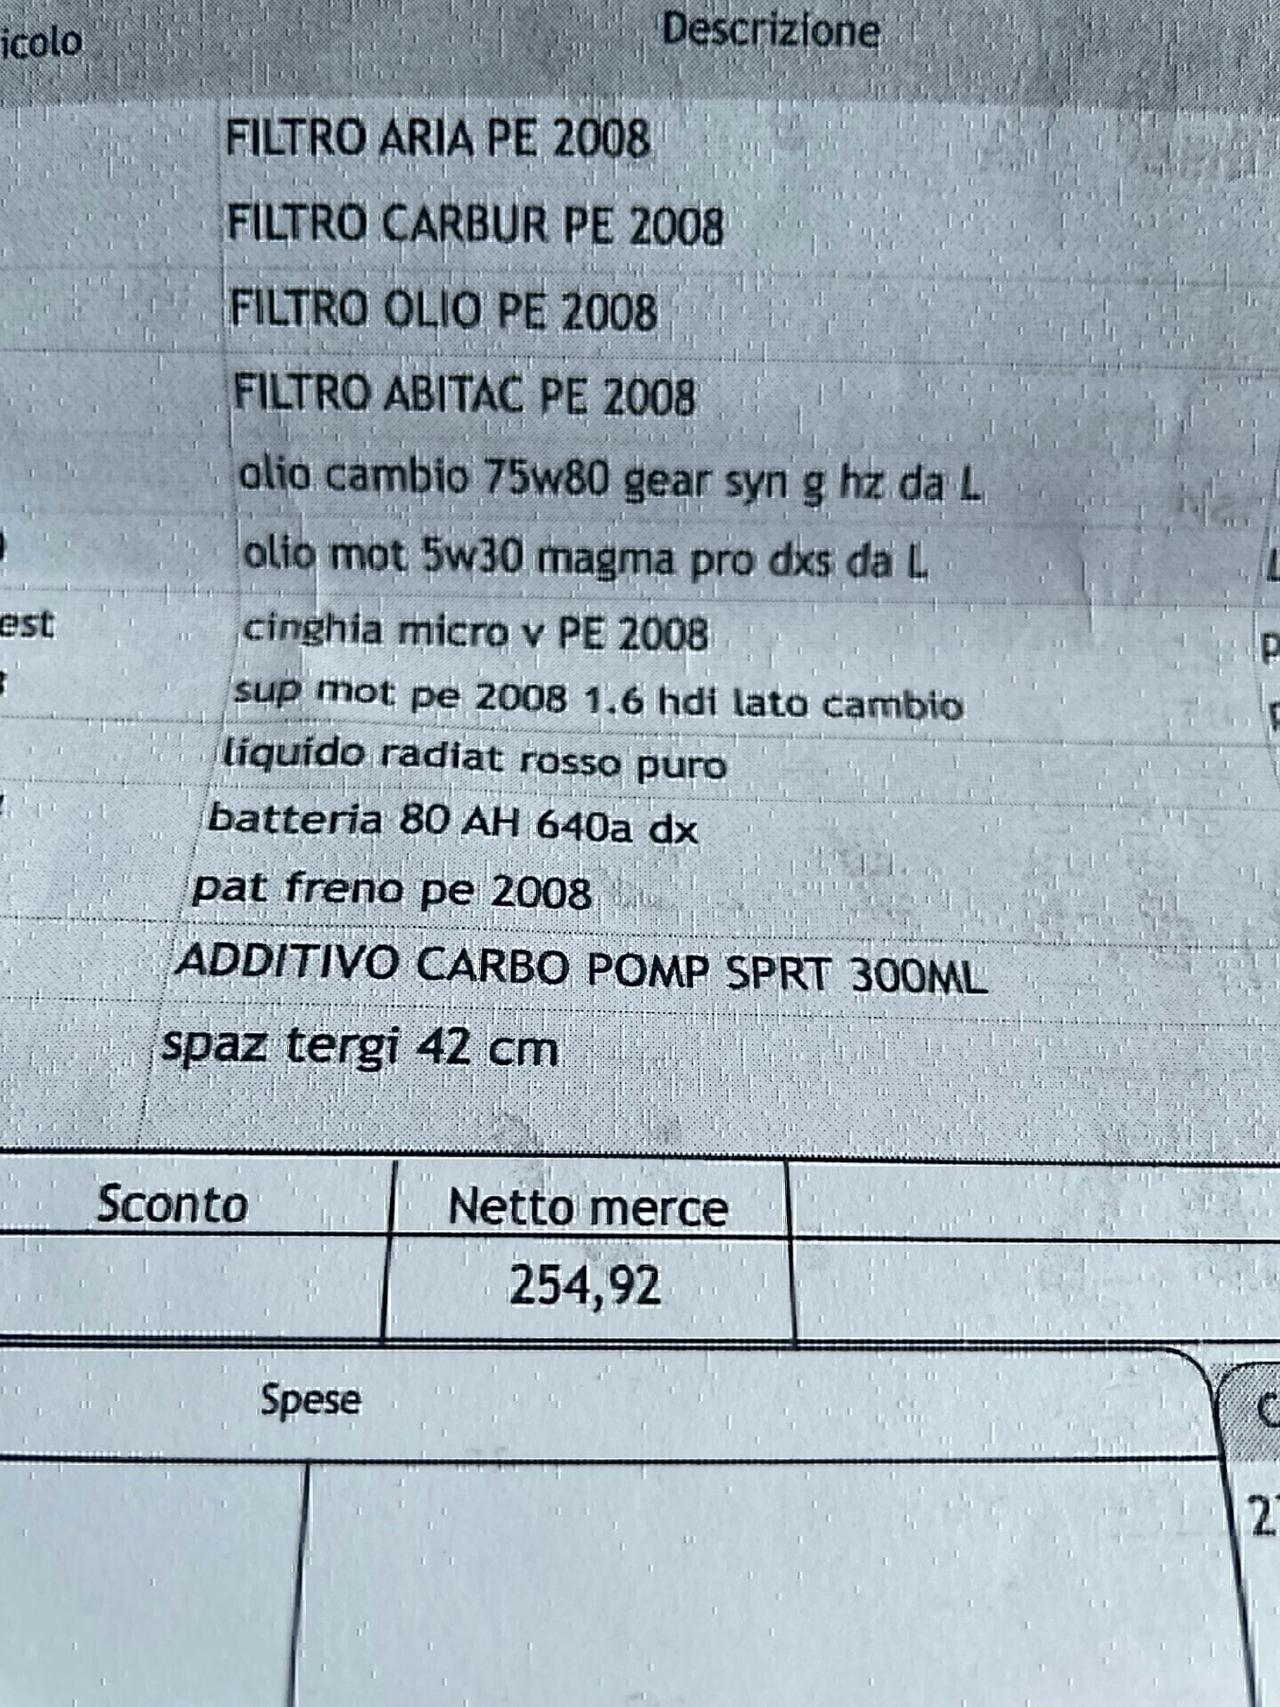 icolo Descrizione
FILTRO ARIA PE 2008
FILTRO CARBUR PE 2008
FILTRO OLIO PE 2008
FILTRO ABITAC PE 2008
olio cambio 75w80 gear syn g hz da L
olio mot 5w30 magma pro dxs da L
est cinghia micro v PE 2008
sup mot pe 2008 1.6 hdi lato cambio
liquido radiat rosso puro
batteria 80 AH 640a dx
pat freno pe 2008
ADDITIVO CARBO POMP SPRT 300ML
spaz tergi 42 cm
Sconto Netto merce
254,92
Spese